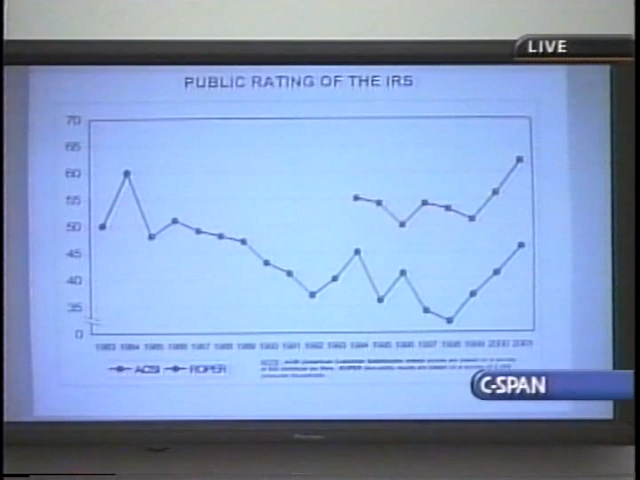 LIVE
PUBLIC RATING OF THE IRS
70
65
60
55
50
45
40
35
0
1983 1984 1985 1986 1987 1988 1989 1990 1991 1992 1993 1994 1995 1996 1997 1998 1999 2000 2001
ACSI ROPER
C-SPAN